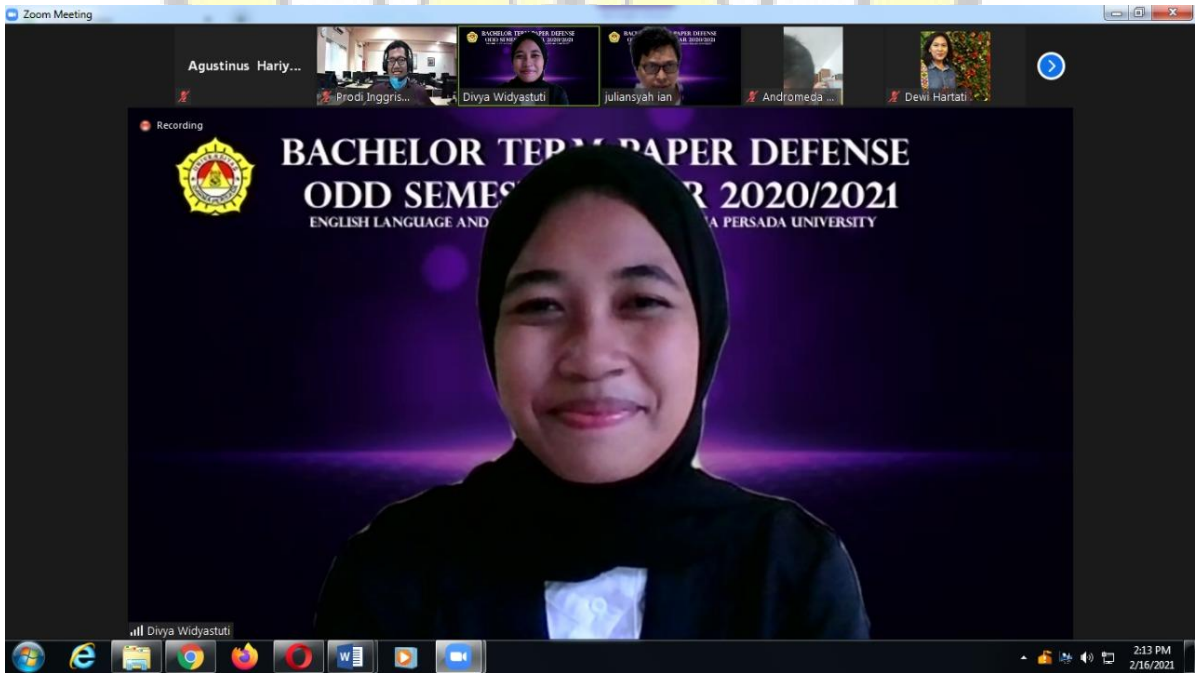 Zoom Meeting
Agustinus Hariy...
Prodi Inggris...
Divya Widyastuti
juliansyah ian
Andromeda ...
Dewi Hartati
Recording
BACHELOR TERM PAPER DEFENSE
ODD SEMES R 2020/2021
ENGLISH LANGUAGE AND A PERSADA UNIVERSITY
Divya Widyastuti
2:13 PM
2/16/2021